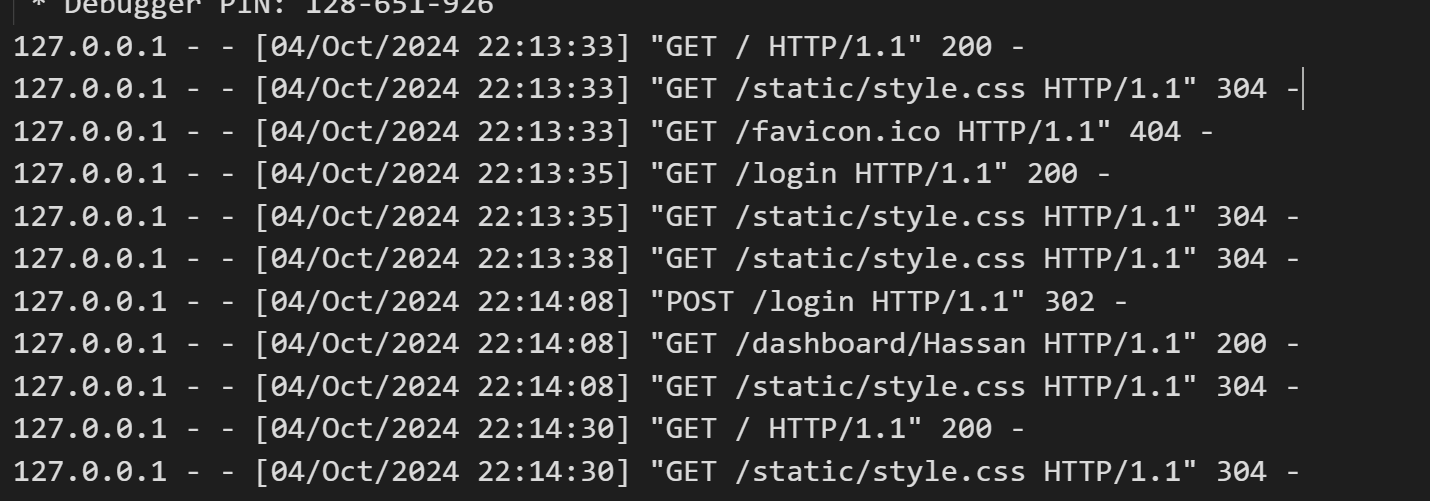 * Debugger PIN: 128-651-926
127.0.0.1 - - [04/Oct/2024 22:13:33] "GET / HTTP/1.1" 200 -
127.0.0.1 - - [04/Oct/2024 22:13:33] "GET /static/style.css HTTP/1.1" 304 -
127.0.0.1 - - [04/Oct/2024 22:13:33] "GET /favicon.ico HTTP/1.1" 404 -
127.0.0.1 - - [04/Oct/2024 22:13:35] "GET /login HTTP/1.1" 200 -
127.0.0.1 - - [04/Oct/2024 22:13:35] "GET /static/style.css HTTP/1.1" 304 -
127.0.0.1 - - [04/Oct/2024 22:13:38] "GET /static/style.css HTTP/1.1" 304 -
127.0.0.1 - - [04/Oct/2024 22:14:08] "POST /login HTTP/1.1" 302 -
127.0.0.1 - - [04/Oct/2024 22:14:08] "GET /dashboard/Hassan HTTP/1.1" 200 -
127.0.0.1 - - [04/Oct/2024 22:14:08] "GET /static/style.css HTTP/1.1" 304 -
127.0.0.1 - - [04/Oct/2024 22:14:30] "GET / HTTP/1.1" 200 -
127.0.0.1 - - [04/Oct/2024 22:14:30] "GET /static/style.css HTTP/1.1" 304 -